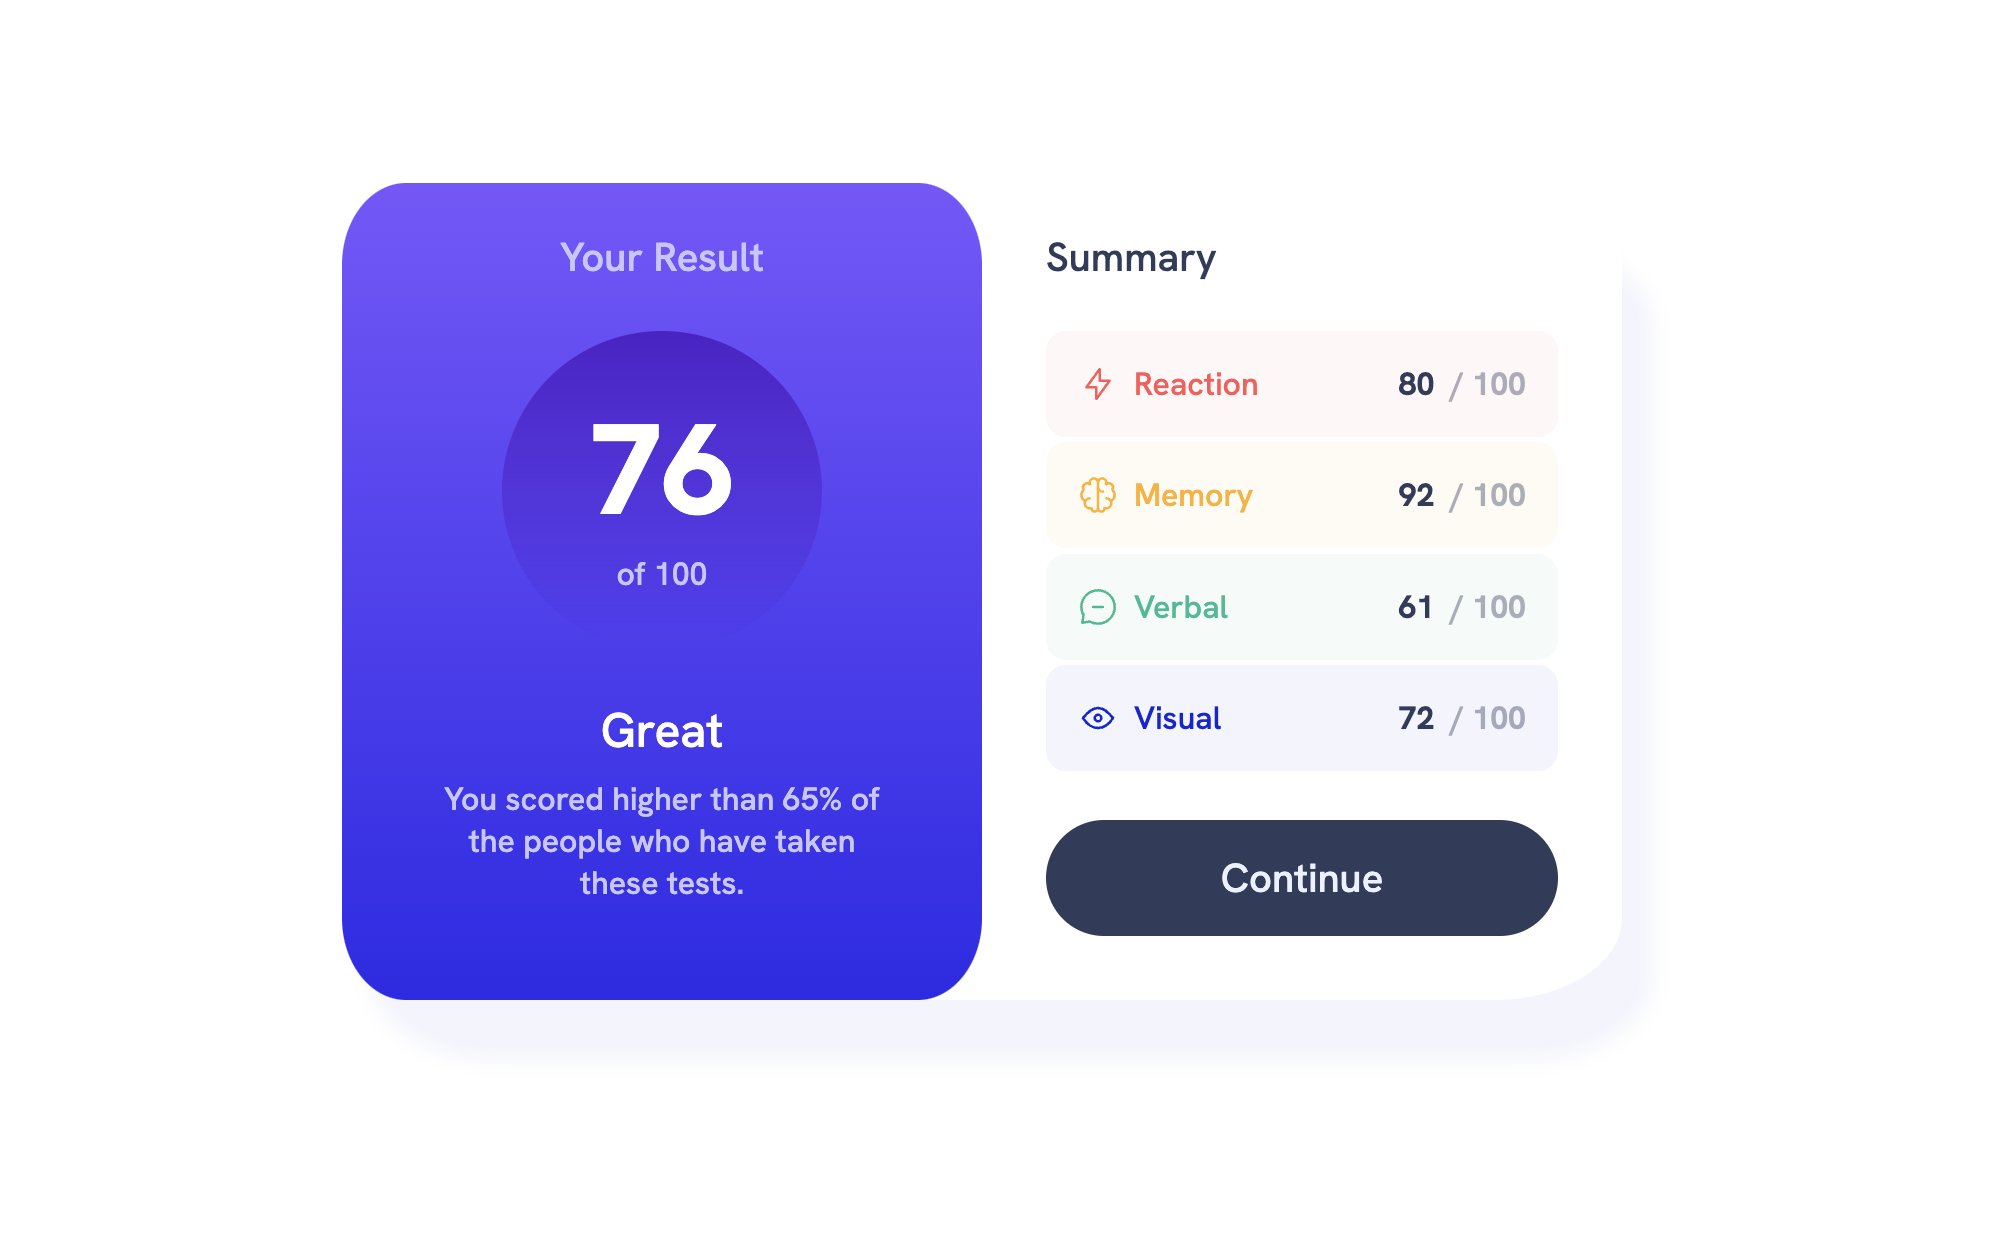 Your Result
76
of 100
Great
You scored higher than 65% of
the people who have taken
these tests.
Summary
Reaction 80 / 100
Memory 92 / 100
Verbal 61 / 100
Visual 72 / 100
Continue